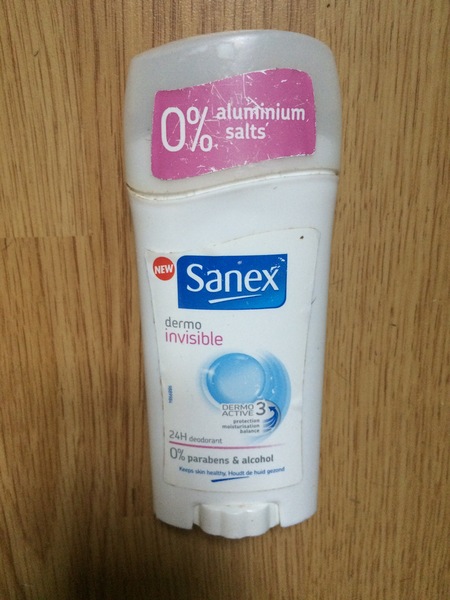 0% aluminium
salts
NEW
Sanex
dermo
invisible
DERMO
ACTIVE 3
protection
moisturisation
balance
24H deodorant
0% parabens & alcohol
Keeps skin healthy, Houdt de huid gezond